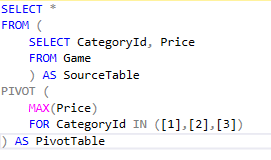 SELECT *
FROM (
    SELECT CategoryId, Price
    FROM Game
    ) AS SourceTable
PIVOT (
    MAX(Price)
    FOR CategoryId IN ([1],[2],[3])
) AS PivotTable